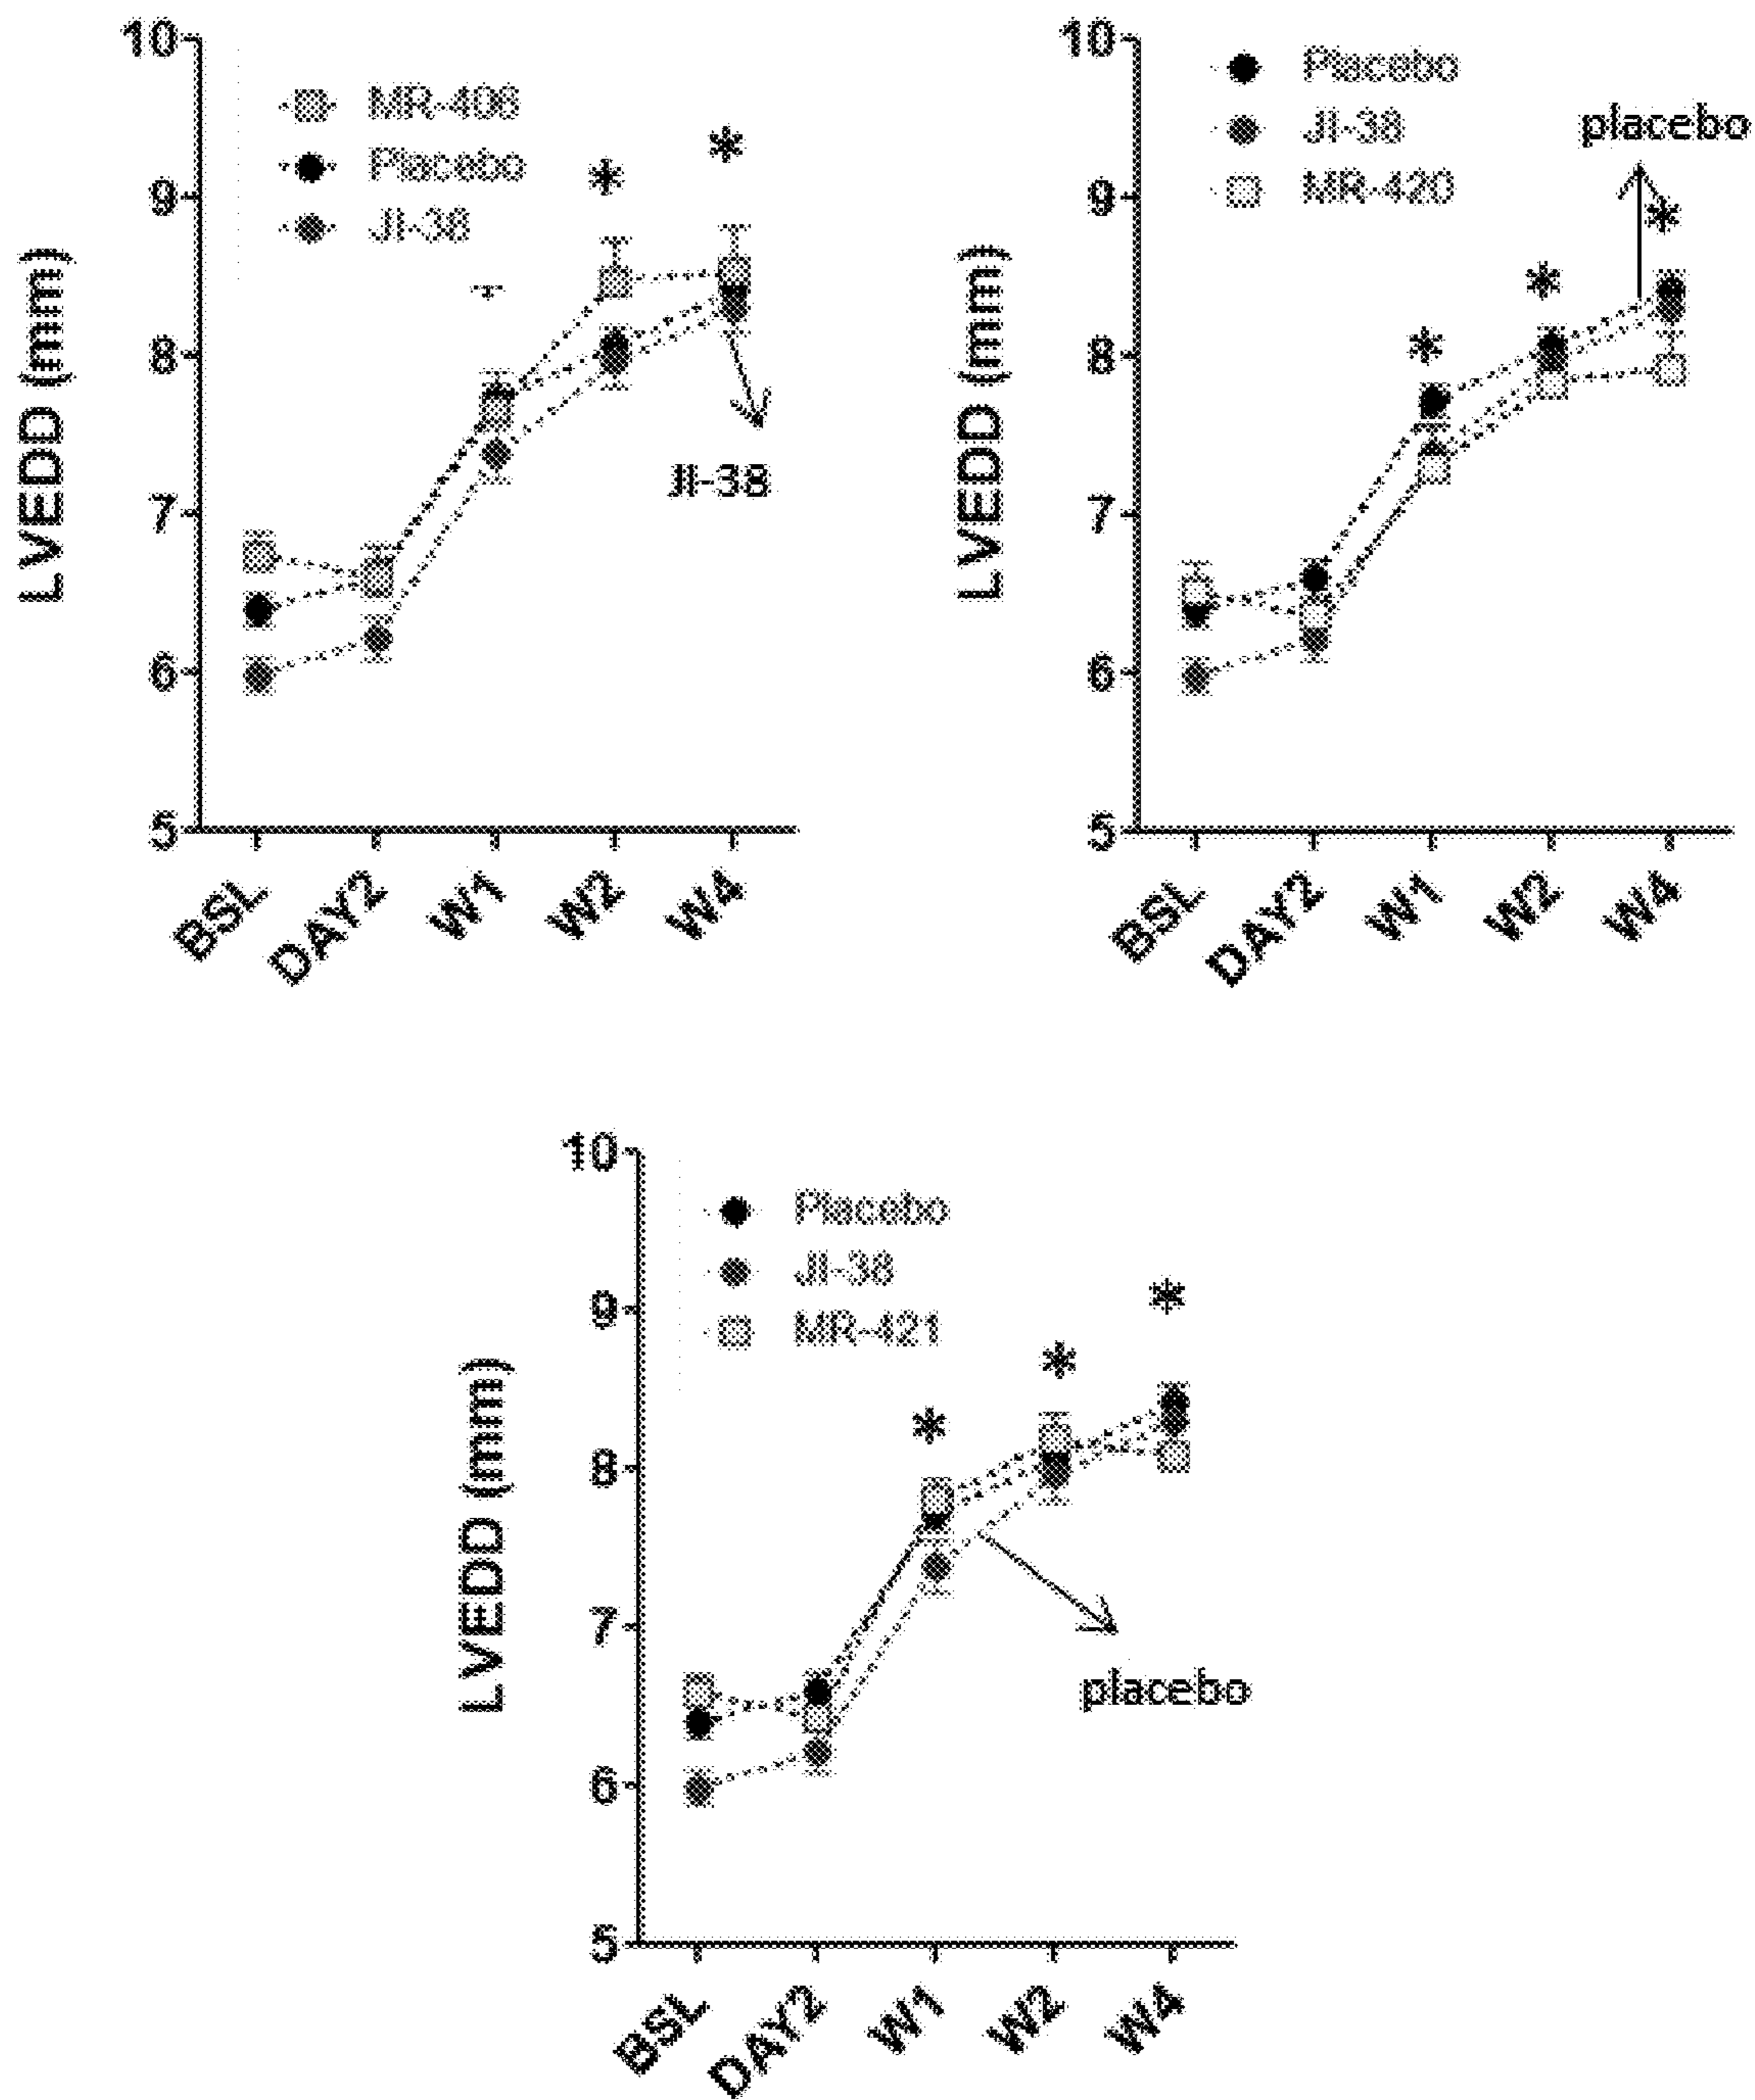 10
9
8
7
6
5
LVEDD (mm)
MR-406
Placebo
JI-38
*
*
JI-38
BSL
DAY2
W1
W2
W4
10
9
8
7
6
5
LVEDD (mm)
Placebo
JI-38
MR-420
placebo
*
*
*
BSL
DAY2
W1
W2
W4
10
9
8
7
6
5
LVEDD (mm)
Placebo
JI-38
MR-421
*
*
*
placebo
BSL
DAY2
W1
W2
W4